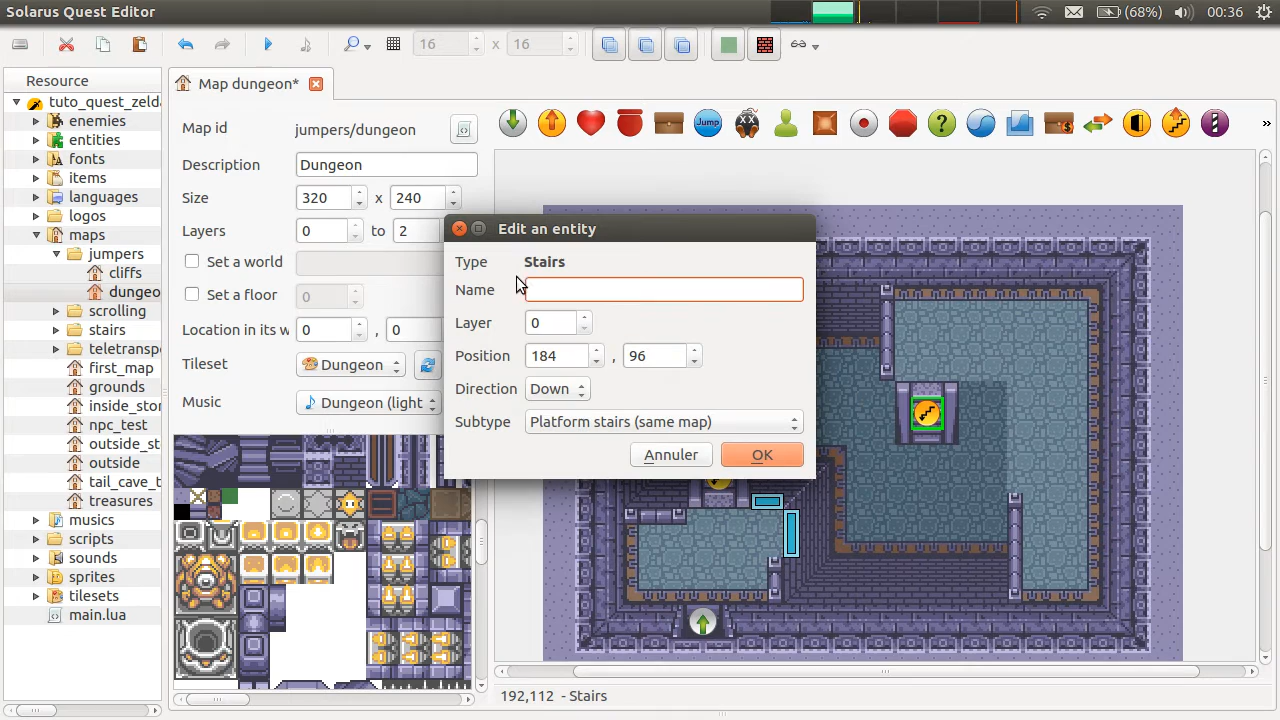 Solarus Quest Editor
(68%)
00:36
16
x
16
Resource
tuto_quest_zelda
enemies
entities
fonts
items
languages
logos
maps
jumpers
cliffs
dungeo
scrolling
stairs
teletransp
first_map
grounds
inside_stor
npc_test
outside_st
outside
tail_cave_t
treasures
musics
scripts
sounds
sprites
tilesets
main.lua
Map dungeon*
Map id
jumpers/dungeon
Description
Dungeon
Size
320
x
240
Layers
0
to
2
Set a world
Set a floor
0
Location in its w
0
,
0
Tileset
Dungeon
Music
Dungeon (light
Jump
?
$
»
Edit an entity
Type
Stairs
Name
Layer
0
Position
184
,
96
Direction
Down
Subtype
Platform stairs (same map)
Annuler
OK
192,112 - Stairs